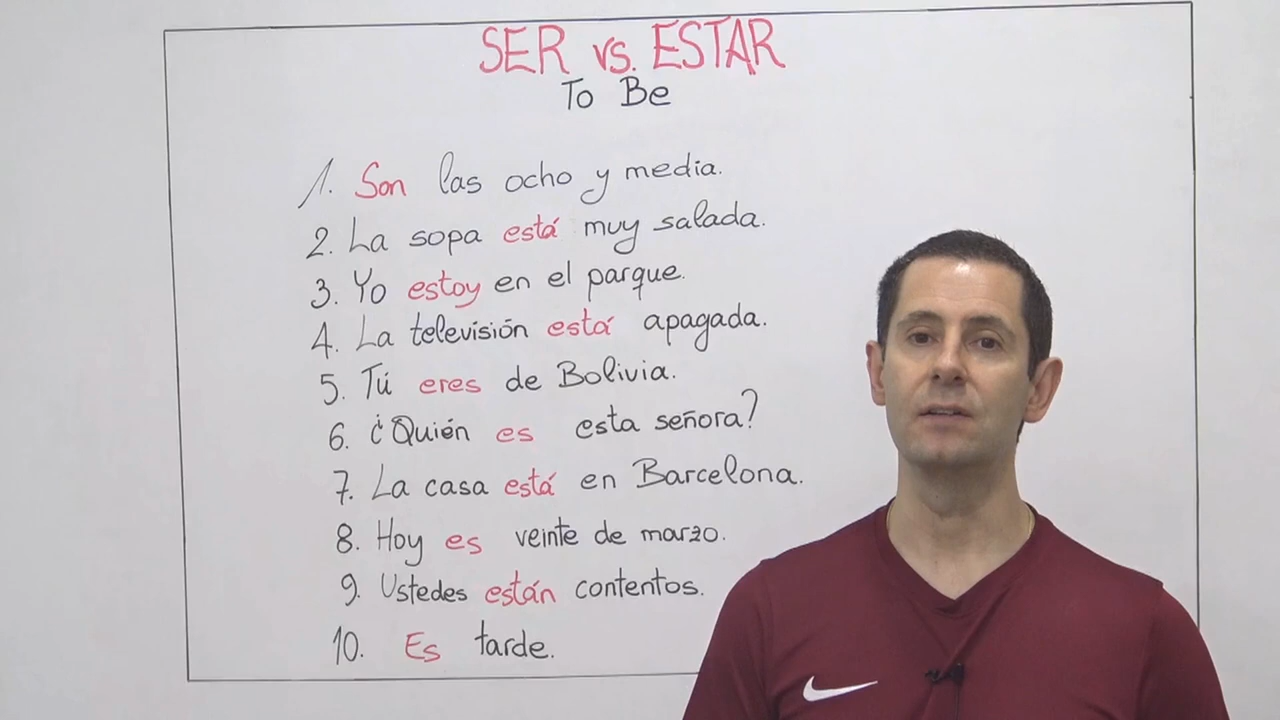 SER vs. ESTAR
To Be
1. Son las ocho y media.
2. La sopa está muy salada.
3. Yo estoy en el parque.
4. La televisión está apagada.
5. Tú eres de Bolivia.
6. ¿Quién es esta señora?
7. La casa está en Barcelona.
8. Hoy es veinte de marzo.
9. Ustedes están contentos.
10. Es tarde.